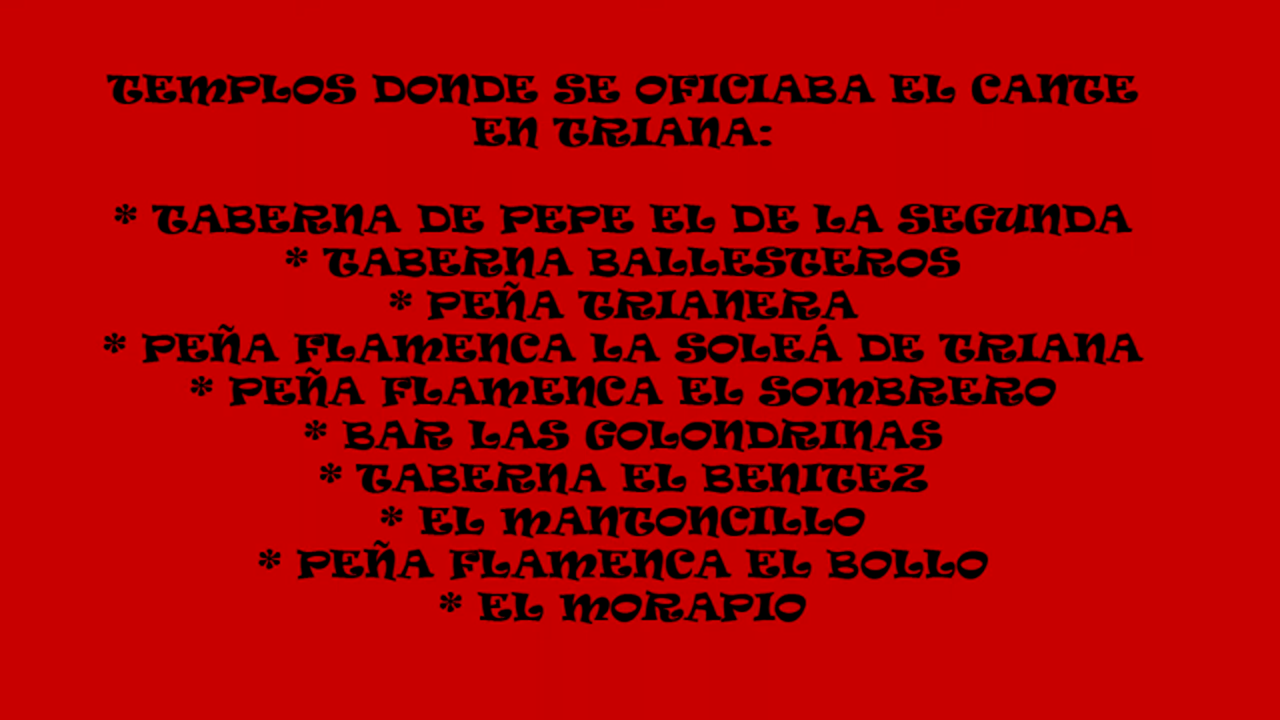 TEMPLOS DONDE SE OFICIABA EL CANTE
EN TRIANA:
* TABERNA DE PEPE EL DE LA SEGUNDA
* TABERNA BALLESTEROS
* PEÑA TRIANERA
* PEÑA FLAMENCA LA SOLEÁ DE TRIANA
* PEÑA FLAMENCA EL SOMBRERO
* BAR LAS GOLONDRINAS
* TABERNA EL BENITEZ
* EL MANTONCILLO
* PEÑA FLAMENCA EL BOLLO
* EL MORAPIO